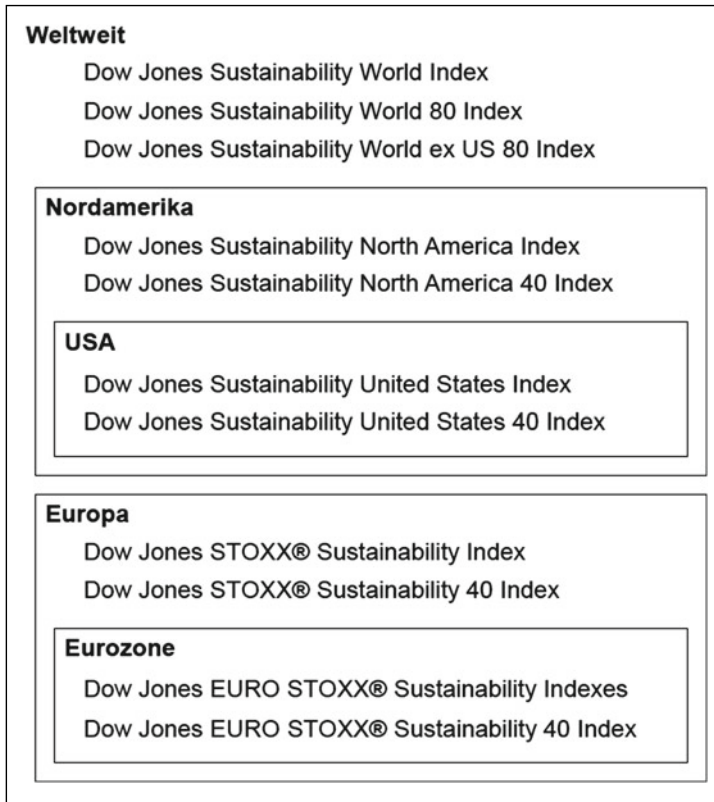 Weltweit
Dow Jones Sustainability World Index
Dow Jones Sustainability World 80 Index
Dow Jones Sustainability World ex US 80 Index
Nordamerika
Dow Jones Sustainability North America Index
Dow Jones Sustainability North America 40 Index
USA
Dow Jones Sustainability United States Index
Dow Jones Sustainability United States 40 Index
Europa
Dow Jones STOXX® Sustainability Index
Dow Jones STOXX® Sustainability 40 Index
Eurozone
Dow Jones EURO STOXX® Sustainability Indexes
Dow Jones EURO STOXX® Sustainability 40 Index